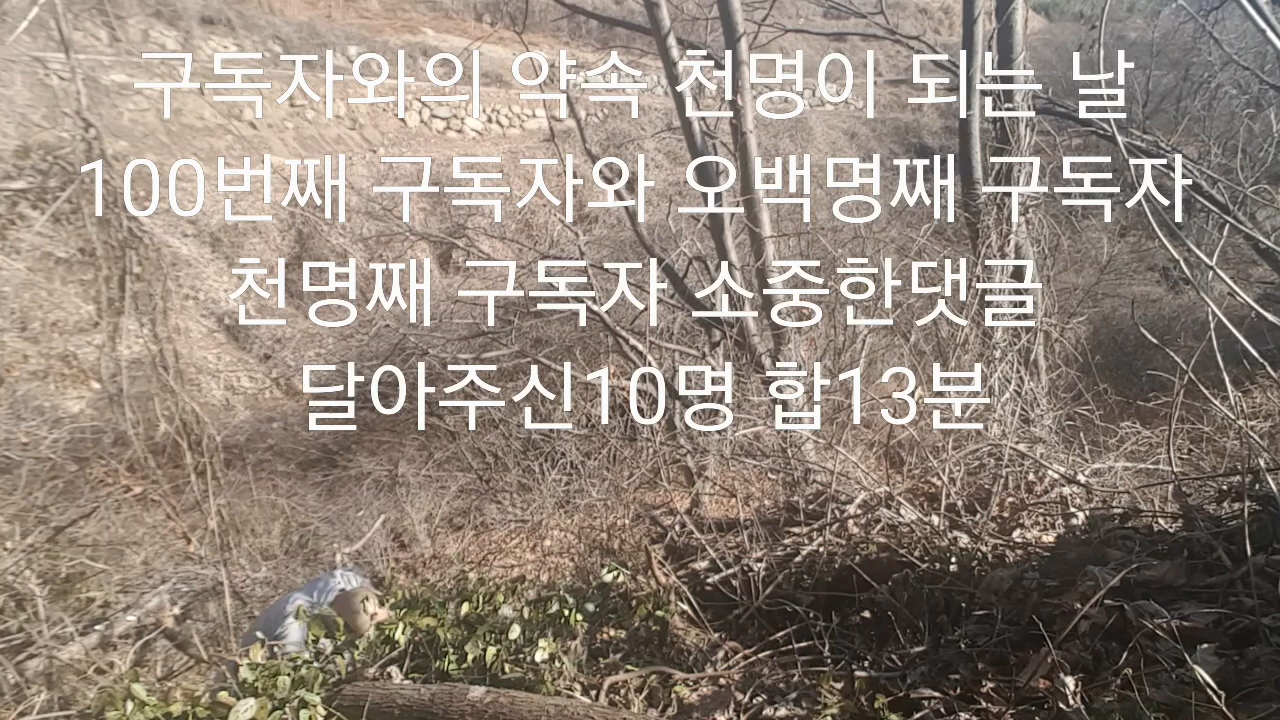 구독자와의 약속 천명이 되는 날
100번째 구독자와 오백명째 구독자
천명째 구독자 소중한댓글
달아주신10명 합13분